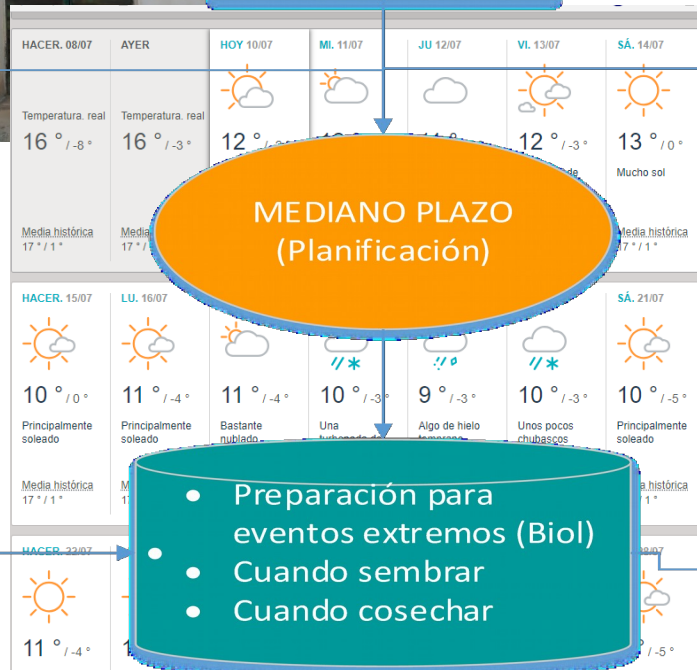 HACER. 08/07 AYER HOY 10/07 MI. 11/07 JU 12/07 VI. 13/07 SÁ. 14/07
Temperatura. real Temperatura. real
16 ° / -8 ° 16 ° / -3 ° 12 ° 12 ° / -3 ° 13 ° / 0 °
Mucho sol
MEDIANO PLAZO
(Planificación)
Media histórica Media histórica
17 ° / 1 ° 17 ° / 17 ° / 1 °
HACER. 15/07 LU. 16/07 SÁ. 21/07
10 ° / 0 ° 11 ° / -4 ° 11 ° / -4 ° 10 ° / -3 ° 9 ° / -3 ° 10 ° / -3 ° 10 ° / -5 °
Principalmente Principalmente Bastante Una Algo de hielo Unos pocos Principalmente
soleado soleado nublado chubascos soleado
Media histórica histórica
17 ° / 1 ° / 1 °
• Preparación para
eventos extremos (Biol)
•
• Cuando sembrar
• Cuando cosechar
HACER. 22/07
11 ° / -4 ° / -5 °